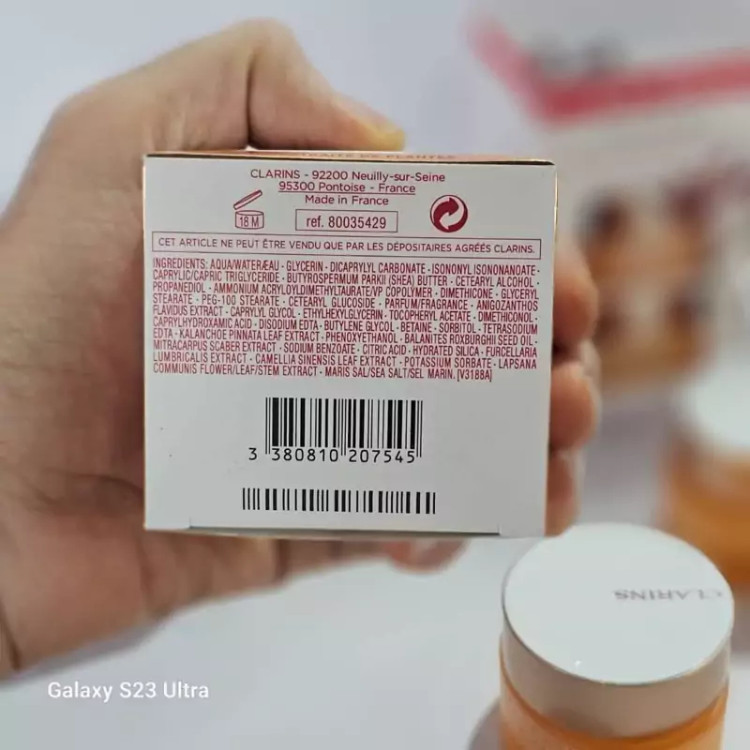 CLARINS - 92200 Neuilly-sur-Seine
95300 Pontoise - France
Made in France
18 M
ref. 80035429
CET ARTICLE NE PEUT ÊTRE VENDU QUE PAR LES DÉPOSITAIRES AGRÉÉS CLARINS.
INGREDIENTS: AQUA/WATER/EAU - GLYCERIN - DICAPRYLYL CARBONATE - ISONONYL ISONONANOATE -
CAPRYLIC/CAPRIC TRIGLYCERIDE - BUTYROSPERMUM PARKII (SHEA) BUTTER - CETEARYL ALCOHOL -
PROPANEDIOL - AMMONIUM ACRYLOYLDIMETHYLTAURATE/VP COPOLYMER - DIMETHICONE - GLYCERYL
STEARATE - PEG-100 STEARATE - CETEARYL GLUCOSIDE - PARFUM/FRAGRANCE - ANIGOZANTHOS
FLAVIDUS EXTRACT - CAPRYLYL GLYCOL - ETHYLHEXYLGLYCERIN - TOCOPHERYL ACETATE - DIMETHICONOL -
CAPRYLHYDROXAMIC ACID - DISODIUM EDTA - BUTYLENE GLYCOL - BETAINE - SORBITOL - TETRASODIUM
EDTA - KALANCHOE PINNATA LEAF EXTRACT - PHENOXYETHANOL - BALANITES ROXBURGHII SEED OIL -
MITRACARPUS SCABER EXTRACT - SODIUM BENZOATE - CITRIC ACID - HYDRATED SILICA - FURCELLARIA
LUMBRICALIS EXTRACT - CAMELLIA SINENSIS LEAF EXTRACT - POTASSIUM SORBATE - LAPSANA
COMMUNIS FLOWER/LEAF/STEM EXTRACT - MARIS SAL/SEA SALT/SEL MARIN. [V3188A]
3 380810 207545
CLARINS
Galaxy S23 Ultra